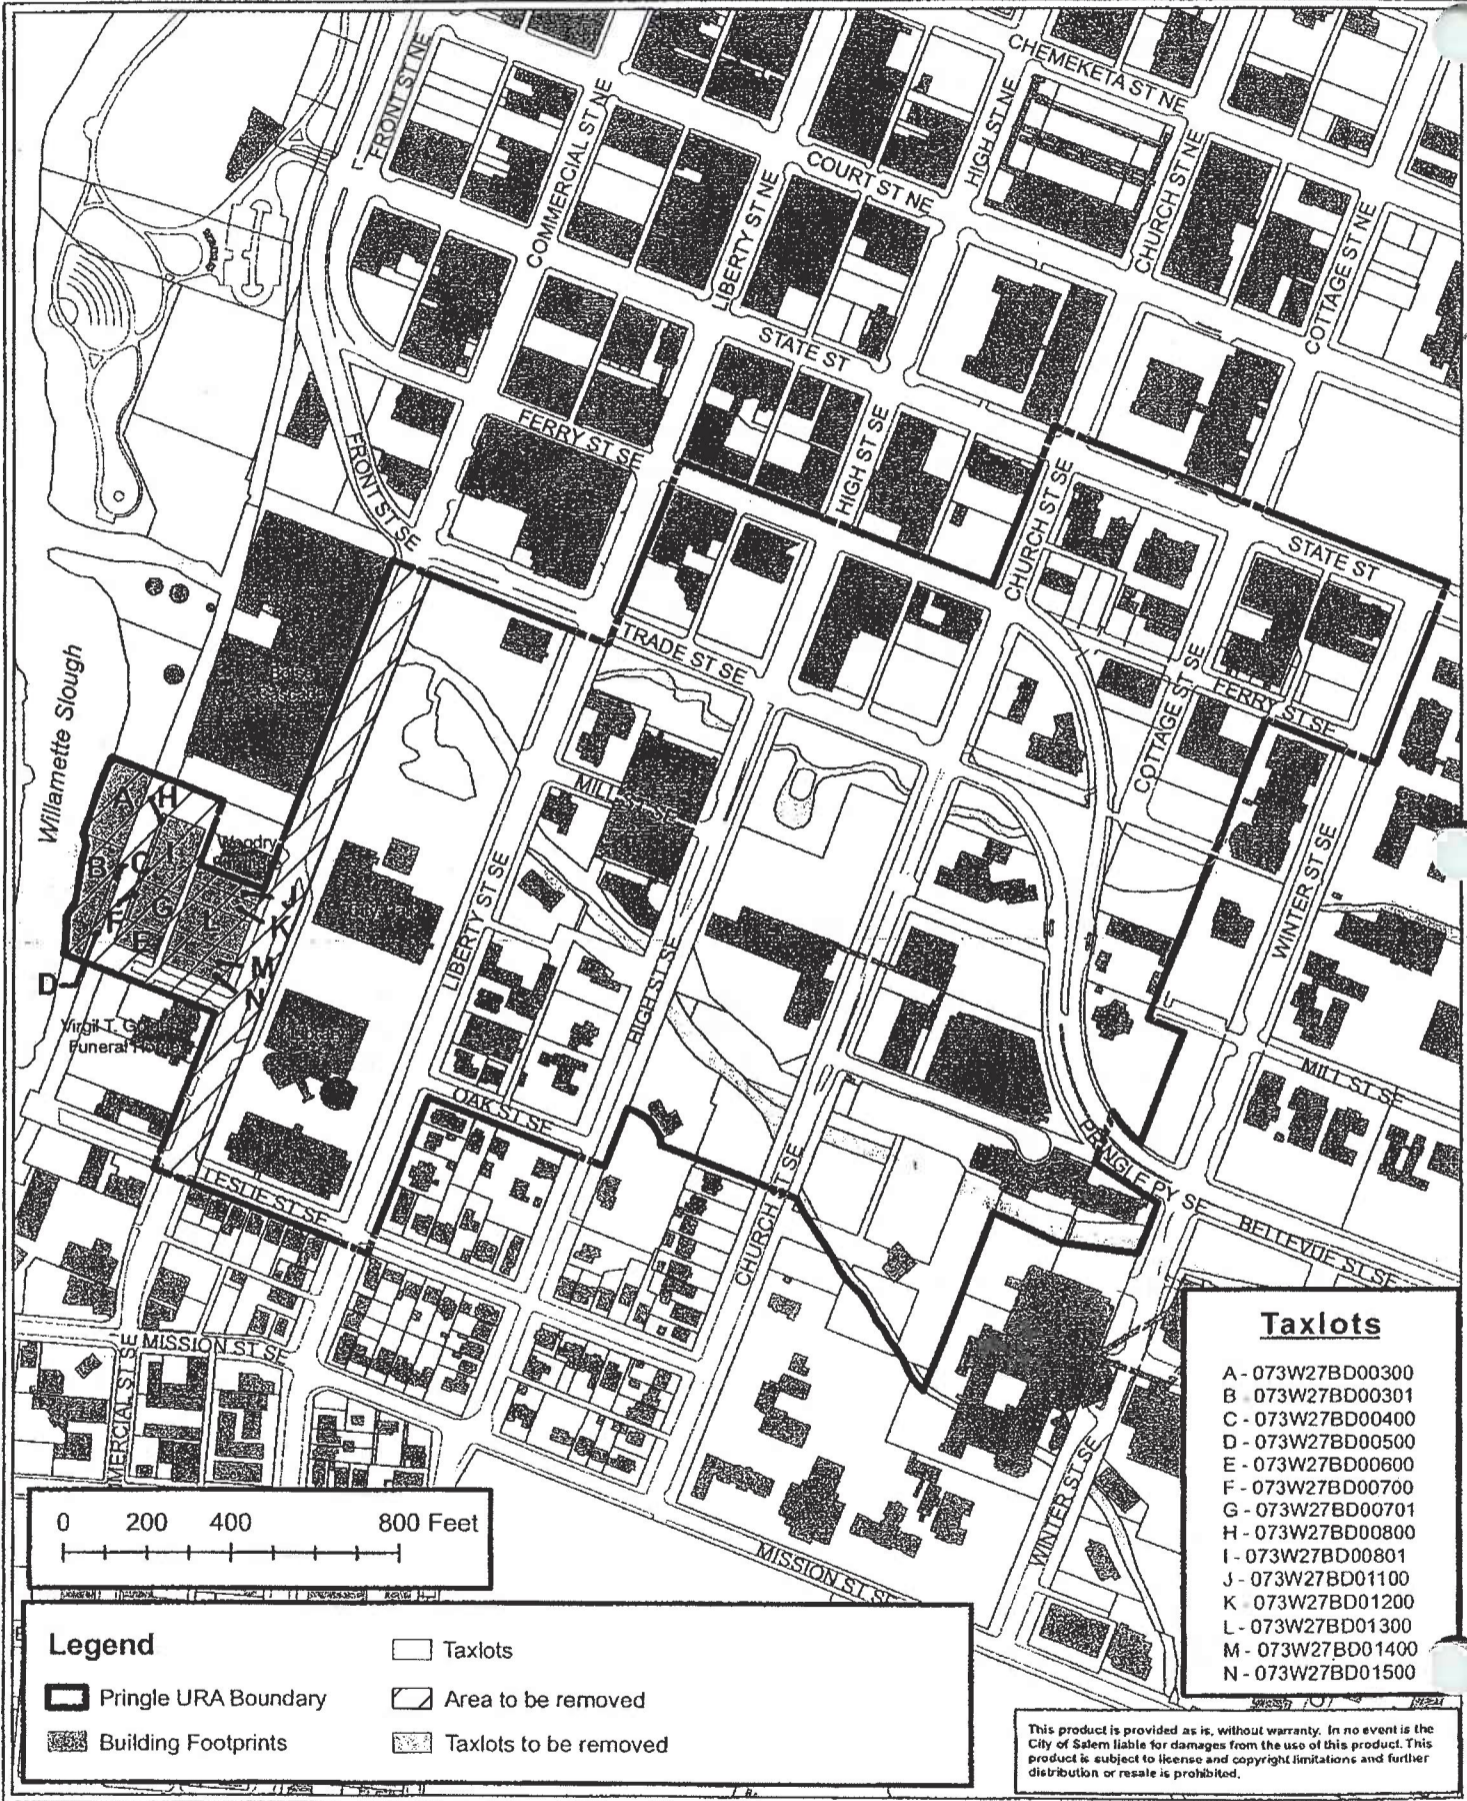 CHEMEKETA ST NE
FRONT ST NE
COMMERCIAL ST NE
HIGH ST NE
CHURCH ST NE
COURT ST NE
LIBERTY ST NE
COTTAGE ST NE
STATE ST
FERRY ST SE
HIGH ST SE
FRONT ST SE
CHURCH ST SE
STATE ST
TRADE ST SE
COTTAGE ST SE
FERRY ST SE
Willamette Slough
MILL ST SE
A
H
I
B
C
J
F
G
L
K
E
M
D
N
LIBERTY ST SE
HIGH ST SE
WINTER ST SE
Virgil T.
Funeral
Library
MILL ST SE
OAK ST SE
PRINGLE PY SE
LESLIE ST SE
CHURCH ST SE
BELLEVUE ST SE
MISSION ST SE
MERCIAL ST SE
WINTER ST SE
MISSION ST SE
Taxlots
A - 073W27BD00300
B - 073W27BD00301
C - 073W27BD00400
D - 073W27BD00500
E - 073W27BD00600
F - 073W27BD00700
G - 073W27BD00701
H - 073W27BD00800
I - 073W27BD00801
J - 073W27BD01100
K - 073W27BD01200
L - 073W27BD01300
M - 073W27BD01400
N - 073W27BD01500
0 200 400 800 Feet
Legend
Pringle URA Boundary
Building Footprints
Taxlots
Area to be removed
Taxlots to be removed
This product is provided as is, without warranty. In no event is the
City of Salem liable for damages from the use of this product. This
product is subject to license and copyright limitations and further
distribution or resale is prohibited.